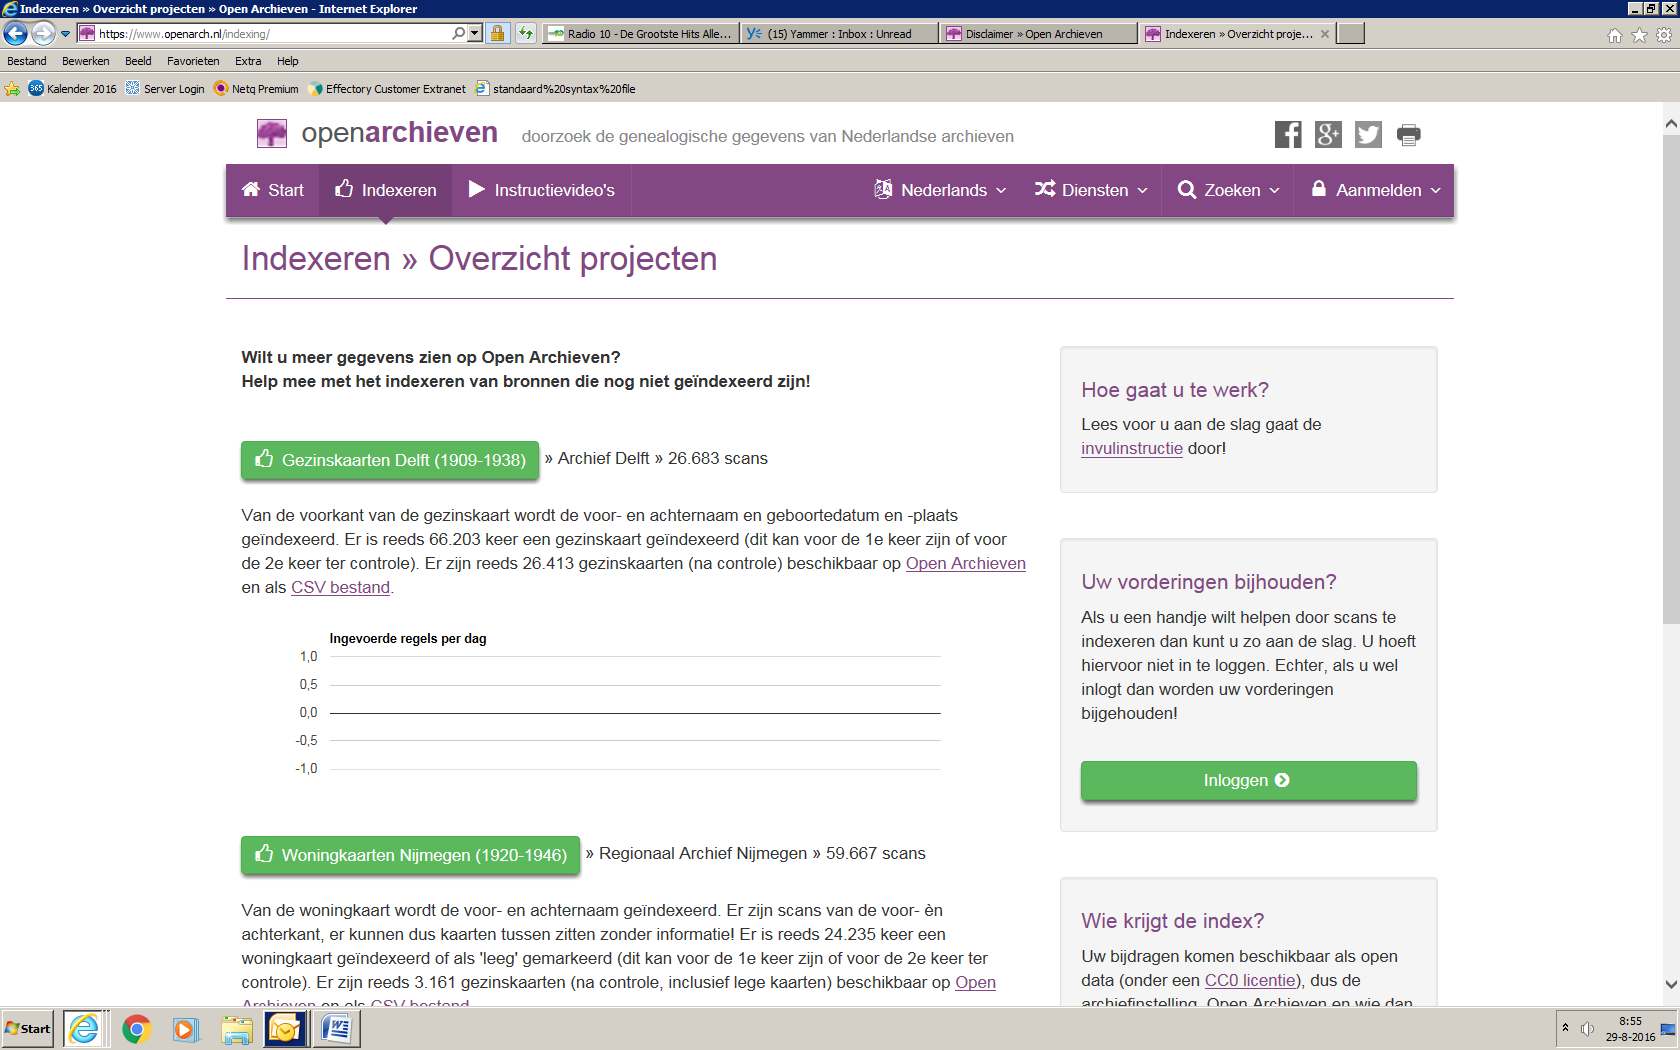 Indexeren » Overzicht projecten » Open Archieven - Internet Explorer
https://www.openarch.nl/indexing/
Radio 10 - De Grootste Hits Alle...
(15) Yammer : Inbox : Unread
Disclaimer » Open Archieven
Indexeren » Overzicht proje...
Bestand Bewerken Beeld Favorieten Extra Help
365 Kalender 2016 Server Login Netq Premium Effectory Customer Extranet standaard%20syntax%20file
openarchieven doorzoek de genealogische gegevens van Nederlandse archieven
Start Indexeren Instructievideo's Nederlands Diensten Zoeken Aanmelden
Indexeren » Overzicht projecten
Wilt u meer gegevens zien op Open Archieven?
Help mee met het indexeren van bronnen die nog niet geïndexeerd zijn!
Gezinskaarten Delft (1909-1938) » Archief Delft » 26.683 scans
Van de voorkant van de gezinskaart wordt de voor- en achternaam en geboortedatum en -plaats
geïndexeerd. Er is reeds 66.203 keer een gezinskaart geïndexeerd (dit kan voor de 1e keer zijn of voor
de 2e keer ter controle). Er zijn reeds 26.413 gezinskaarten (na controle) beschikbaar op Open Archieven
en als CSV bestand.
Ingevoerde regels per dag
1,0
0,5
0,0
-0,5
-1,0
Woningkaarten Nijmegen (1920-1946) » Regionaal Archief Nijmegen » 59.667 scans
Van de woningkaart wordt de voor- en achternaam geïndexeerd. Er zijn scans van de voor- èn
achterkant, er kunnen dus kaarten tussen zitten zonder informatie! Er is reeds 24.235 keer een
woningkaart geïndexeerd of als 'leeg' gemarkeerd (dit kan voor de 1e keer zijn of voor de 2e keer ter
controle). Er zijn reeds 3.161 gezinskaarten (na controle, inclusief lege kaarten) beschikbaar op Open
Archieven en als CSV bestand.
Hoe gaat u te werk?
Lees voor u aan de slag gaat de
invulinstructie door!
Uw vorderingen bijhouden?
Als u een handje wilt helpen door scans te
indexeren dan kunt u zo aan de slag. U hoeft
hiervoor niet in te loggen. Echter, als u wel
inlogt dan worden uw vorderingen
bijgehouden!
Inloggen
Wie krijgt de index?
Uw bijdragen komen beschikbaar als open
data (onder een CC0 licentie), dus de
archiefinstelling, Open Archieven en wie dan
Start
8:55
29-8-2016